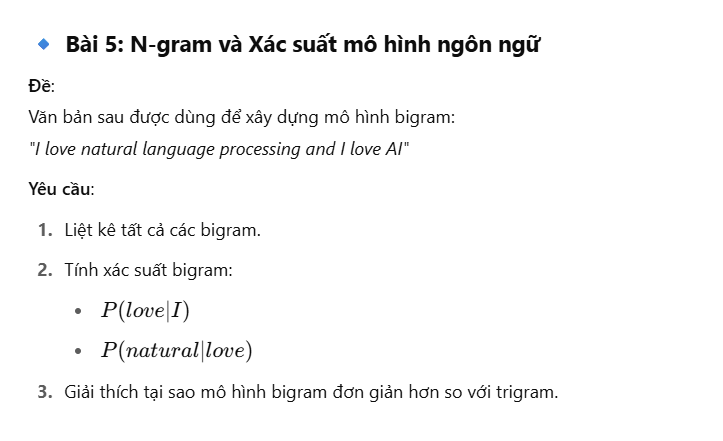 Bài 5: N-gram và Xác suất mô hình ngôn ngữ
Đề:
Văn bản sau được dùng để xây dựng mô hình bigram:
"I love natural language processing and I love AI"
Yêu cầu:
1. Liệt kê tất cả các bigram.
2. Tính xác suất bigram:
• P(love|I)
• P(natural|love)
3. Giải thích tại sao mô hình bigram đơn giản hơn so với trigram.